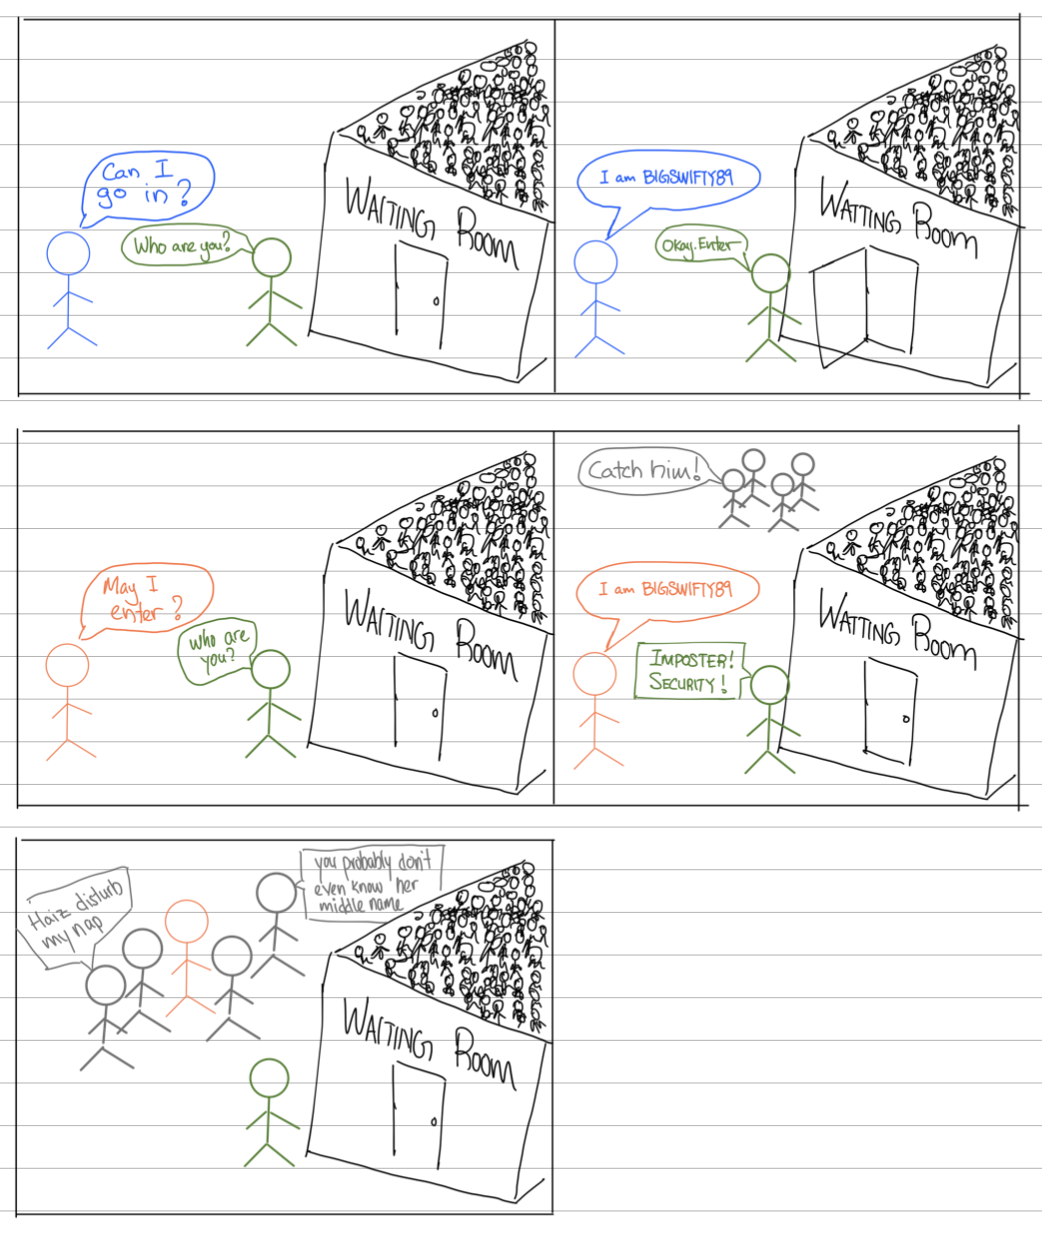 Can I
go in?
Who are you?
WAITING ROOM
I am BIGSWIFTY89
Okay. Enter
WAITING ROOM
May I
enter?
Who are
you?
WAITING ROOM
Catch him!
I am BIGSWIFTY89
IMPOSTER!
SECURITY!
WAITING ROOM
Haiz disturb
my nap
you probably don't
even know her
middle name
WAITING ROOM